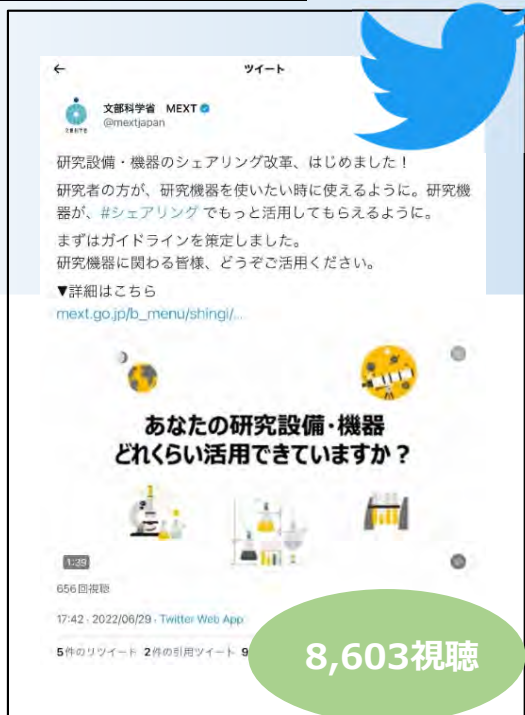 ツイート
文部科学省 MEXT
@mextjapan
研究設備・機器のシェアリング改革、はじめました！
研究者の方が、研究機器を使いたい時に使えるように。研究機
器が、#シェアリング でもっと活用してもらえるように。
まずはガイドラインを策定しました。
研究機器に関わる皆様、どうぞご活用ください。
▼詳細はこちら
mext.go.jp/b_menu/shingi/...
あなたの研究設備・機器
どれくらい活用できていますか？
1:39
656回視聴
17:42・2022/06/29・Twitter Web App
5件のリツイート 2件の引用ツイート 9
8,603視聴